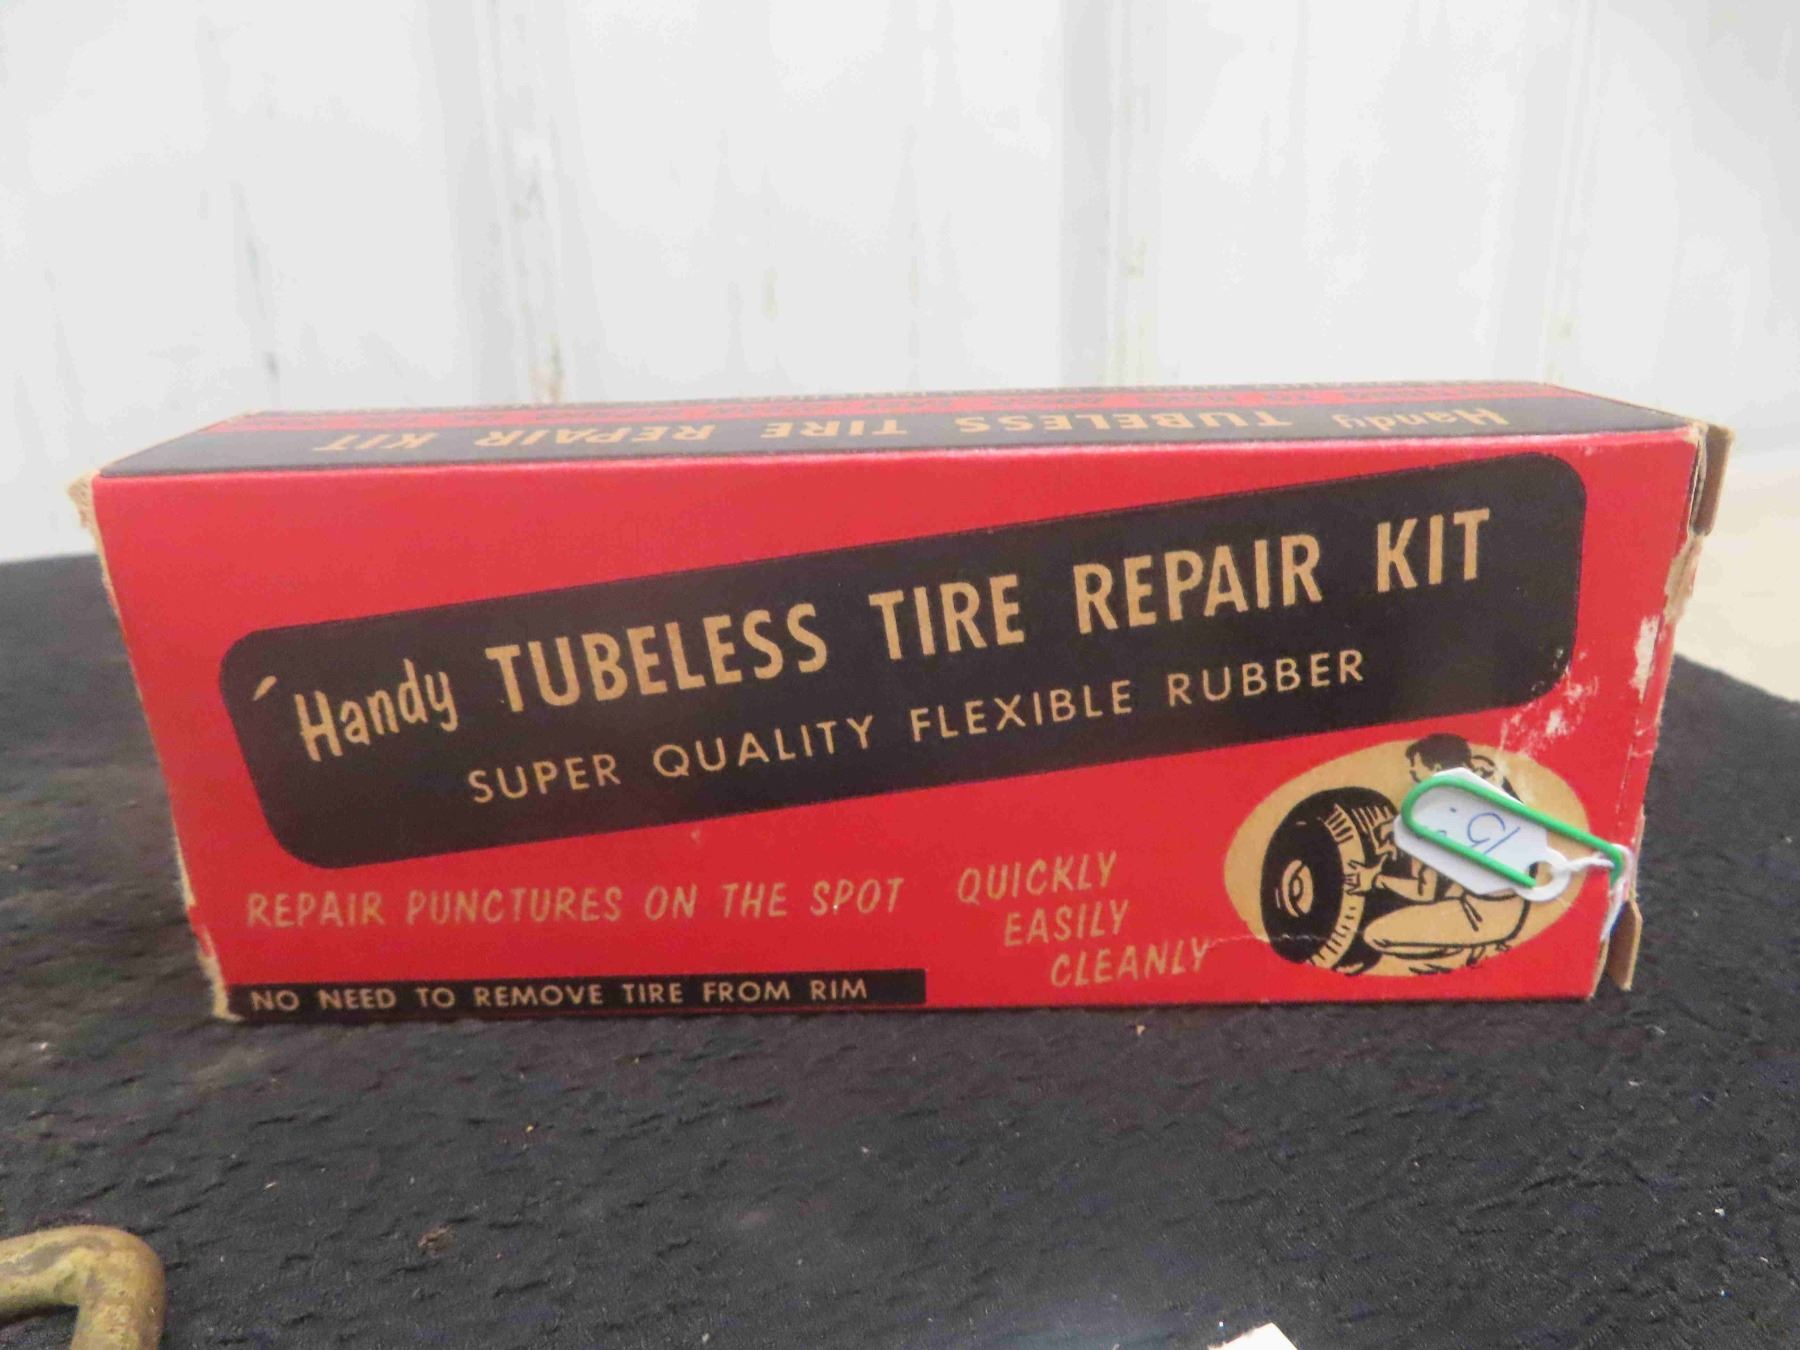 Handy TUBELESS TIRE REPAIR KIT
Handy TUBELESS TIRE REPAIR KIT
SUPER QUALITY FLEXIBLE RUBBER
REPAIR PUNCTURES ON THE SPOT
QUICKLY
EASILY
CLEANLY
NO NEED TO REMOVE TIRE FROM RIM